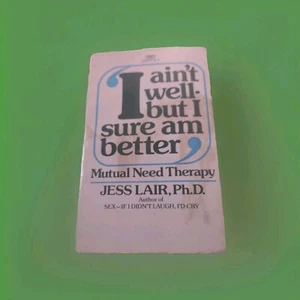 "I ain't
well-
but I
sure am
better"
Mutual Need Therapy
JESS LAIR, Ph.D.
Author of
SEX—IF I DIDN'T LAUGH, I'D CRY